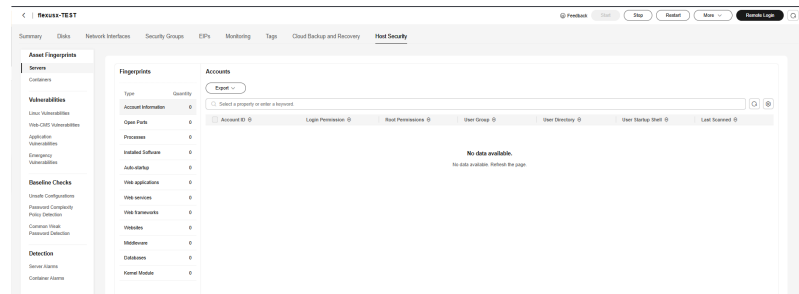 flexusx-TEST
Feedback Start Stop Restart More Remote Login
Summary Disks Network Interfaces Security Groups EIPs Monitoring Tags Cloud Backup and Recovery Host Security
Asset Fingerprints
Servers
Containers
Vulnerabilities
Linux Vulnerabilities
Web-CMS Vulnerabilities
Application
Vulnerabilities
Emergency
Vulnerabilities
Baseline Checks
Unsafe Configurations
Password Complexity
Policy Detection
Common Weak
Password Detection
Detection
Server Alarms
Container Alarms
Fingerprints
Type Quantity
Account Information 0
Open Ports 0
Processes 0
Installed Software 0
Auto-startup 0
Web applications 0
Web services 0
Web frameworks 0
Websites 0
Middleware 0
Databases 0
Kernel Module 0
Accounts
Export
Select a property or enter a keyword.
Account ID Login Permission Root Permissions User Group User Directory User Startup Shell Last Scanned
No data available.
No data available. Refresh the page.